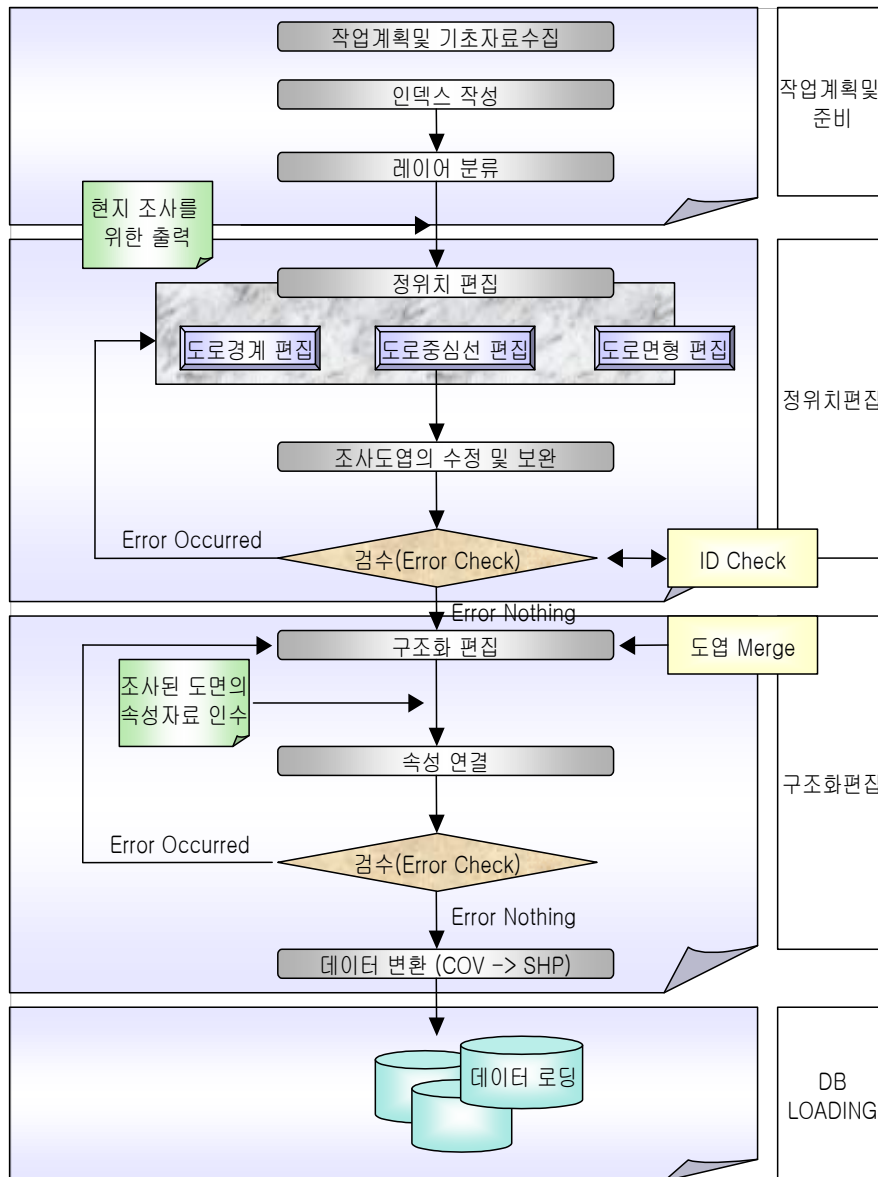 작업계획및 기초자료수집
인덱스 작성
레이어 분류
작업계획및
준비
현지 조사를
위한 출력
정위치 편집
도로경계 편집
도로중심선 편집
도로면형 편집
정위치편집
조사도엽의 수정 및 보완
Error Occurred
검수(Error Check)
ID Check
Error Nothing
구조화 편집
도엽 Merge
조사된 도면의
속성자료 인수
속성 연결
구조화편집
Error Occurred
검수(Error Check)
Error Nothing
데이터 변환 (COV -> SHP)
데이터 로딩
DB
LOADING